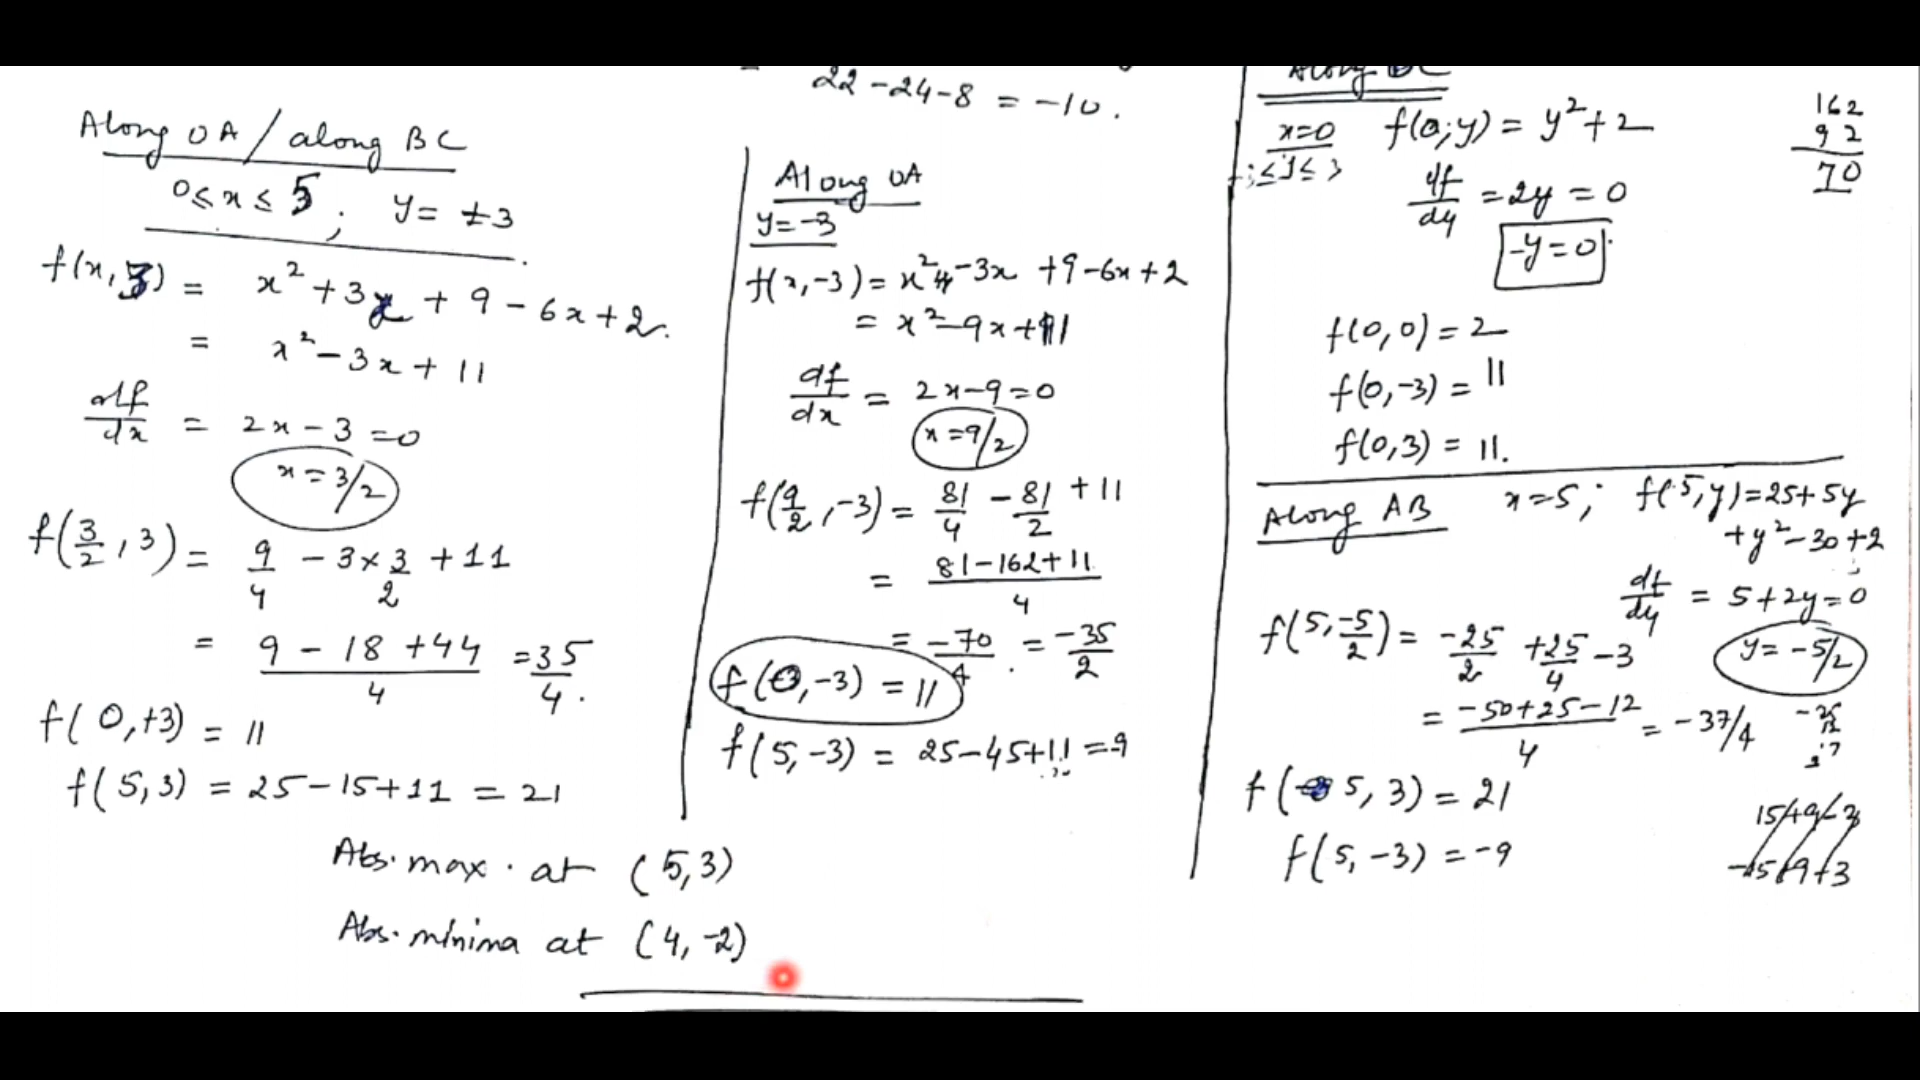 22 - 24 - 8 = -10.
Along OA / along BC
0 ≤ x ≤ 5 ; y = ±3
f(x, 3) = x² + 3x + 9 - 6x + 2.
= x² - 3x + 11
df/dx = 2x - 3 = 0
x = 3/2
f(3/2, 3) = 9/4 - 3 × 3/2 + 11
= (9 - 18 + 44)/4 = 35/4.
f(0, +3) = 11
f(5, 3) = 25 - 15 + 11 = 21
Abs. max. at (5, 3)
Abs. minima at (4, -2)
Along OA
y = -3
f(x, -3) = x² - 3x + 9 - 6x + 2
= x² - 9x + 11
df/dx = 2x - 9 = 0
x = 9/2
f(9/2, -3) = 81/4 - 81/2 + 11
= (81 - 162 + 11)/4
= -70/4 . = -35/2
f(0, -3) = 11
f(5, -3) = 25 - 45 + 11 = -9
Along
x = 0 f(0, y) = y² + 2
df/dy = 2y = 0
-y = 0
f(0, 0) = 2
f(0, -3) = 11
f(0, 3) = 11.
162
92
70
Along AB x = 5 ; f(5, y) = 25 + 5y
+ y² - 30 + 2
df/dy = 5 + 2y = 0
y = -5/2
f(5, -5/2) = -25/2 + 25/4 - 3
= (-50 + 25 - 12)/4 = -37/4
f(5, 3) = 21
f(5, -3) = -9
15+9-3
-15+9+3